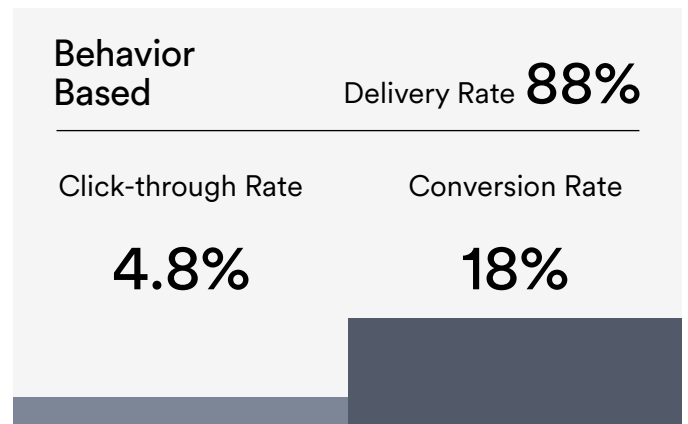 Behavior
Based
Delivery Rate 88%
Click-through Rate
Conversion Rate
4.8%
18%